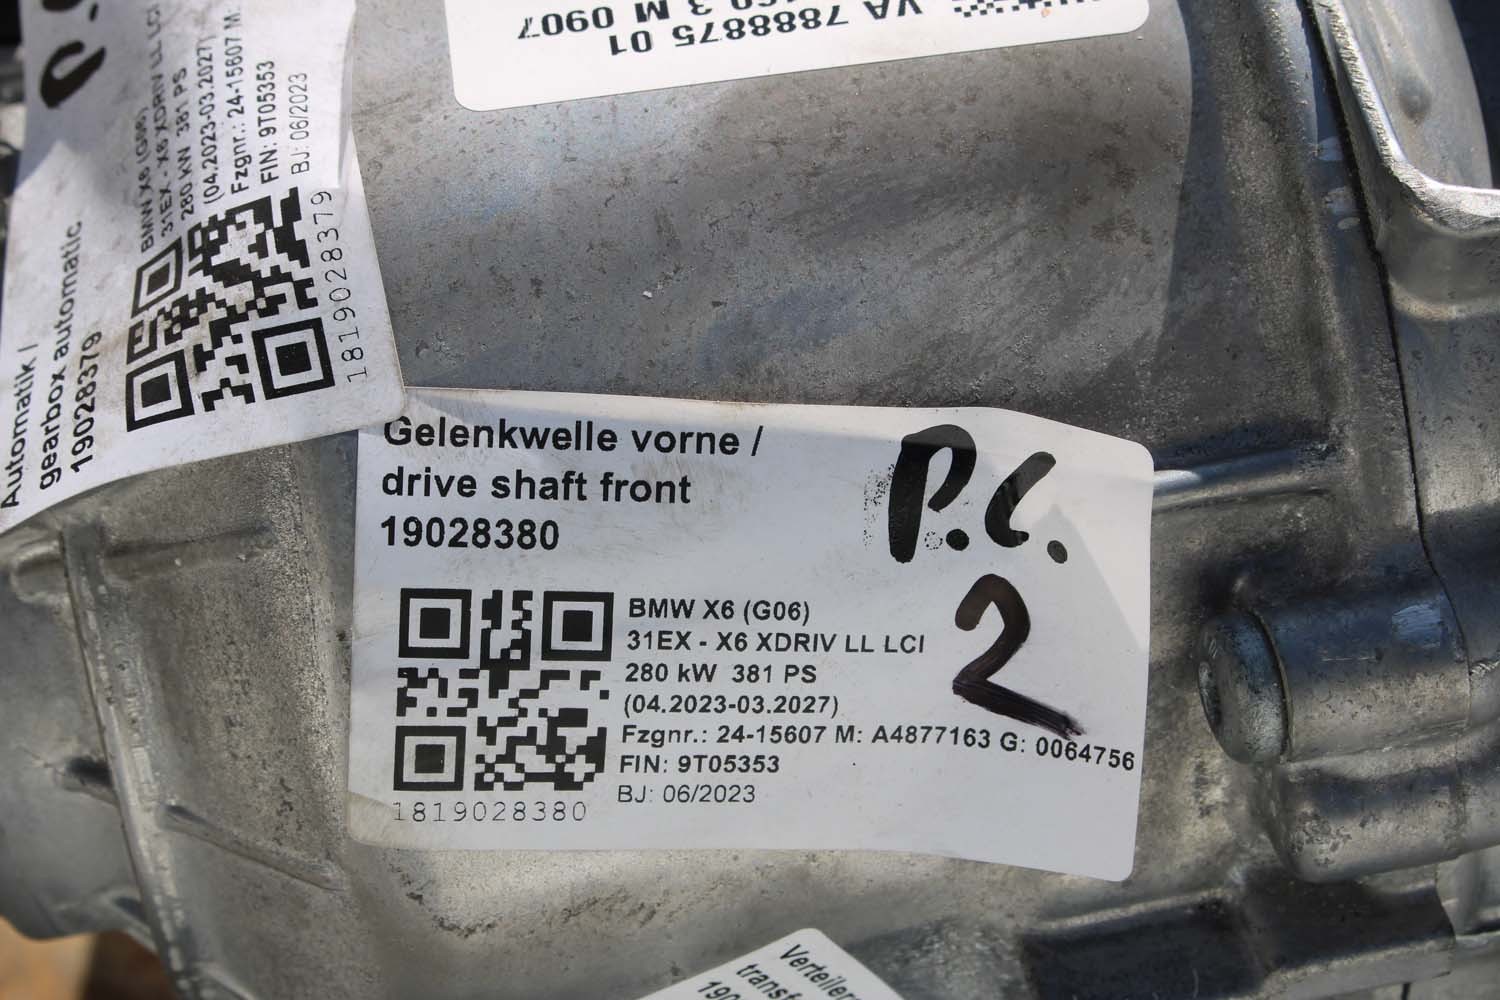 VA 7888875 01
3 M 0907
Automatik /
gearbox automatic
19028379
BMW X6 (G06)
31EX - X6 XDRIV LL LCI
280 kW 381 PS
(04.2023-03.2027)
Fzgnr.: 24-15607 M:
FIN: 9T05353
BJ: 06/2023
1819028379
Gelenkwelle vorne /
drive shaft front
19028380
P.C.
2
BMW X6 (G06)
31EX - X6 XDRIV LL LCI
280 kW 381 PS
(04.2023-03.2027)
Fzgnr.: 24-15607 M: A4877163 G: 0064756
FIN: 9T05353
BJ: 06/2023
1819028380